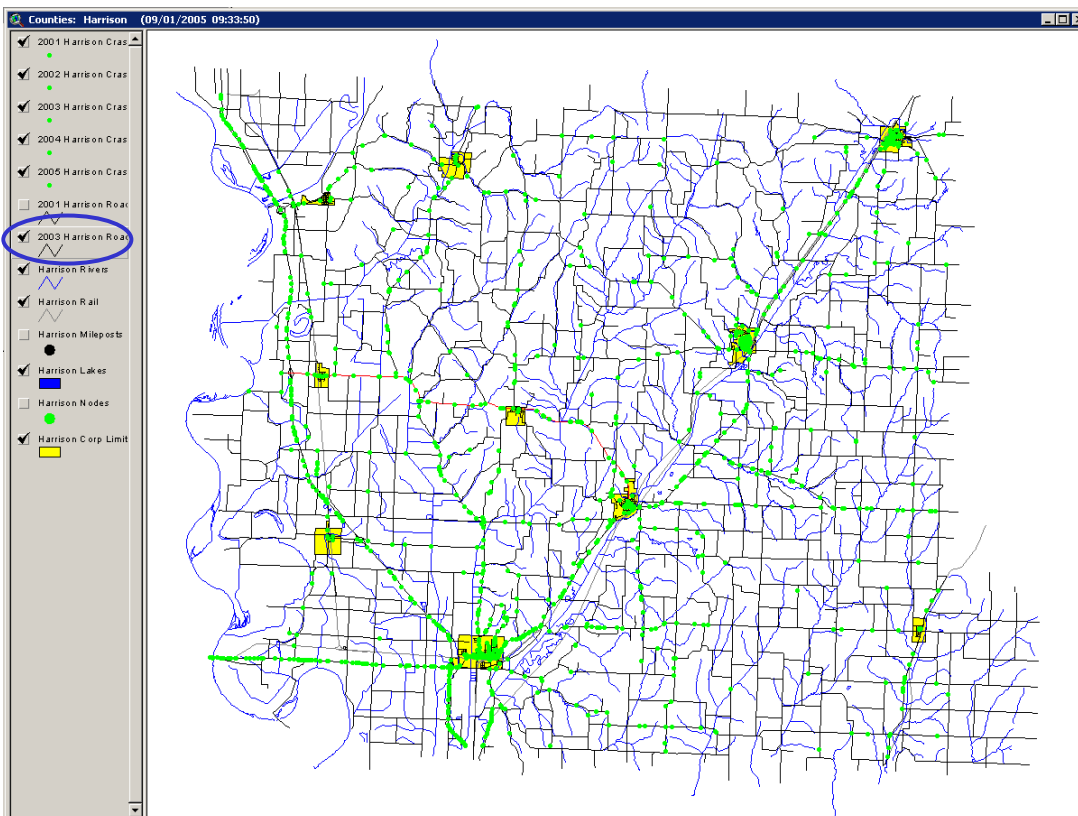 Counties: Harrison (09/01/2005 09:33:50)
2001 Harrison Cras
2002 Harrison Cras
2003 Harrison Cras
2004 Harrison Cras
2005 Harrison Cras
2001 Harrison Road
2003 Harrison Road
Harrison Rivers
Harrison Rail
Harrison Mileposts
Harrison Lakes
Harrison Nodes
Harrison Corp Limit